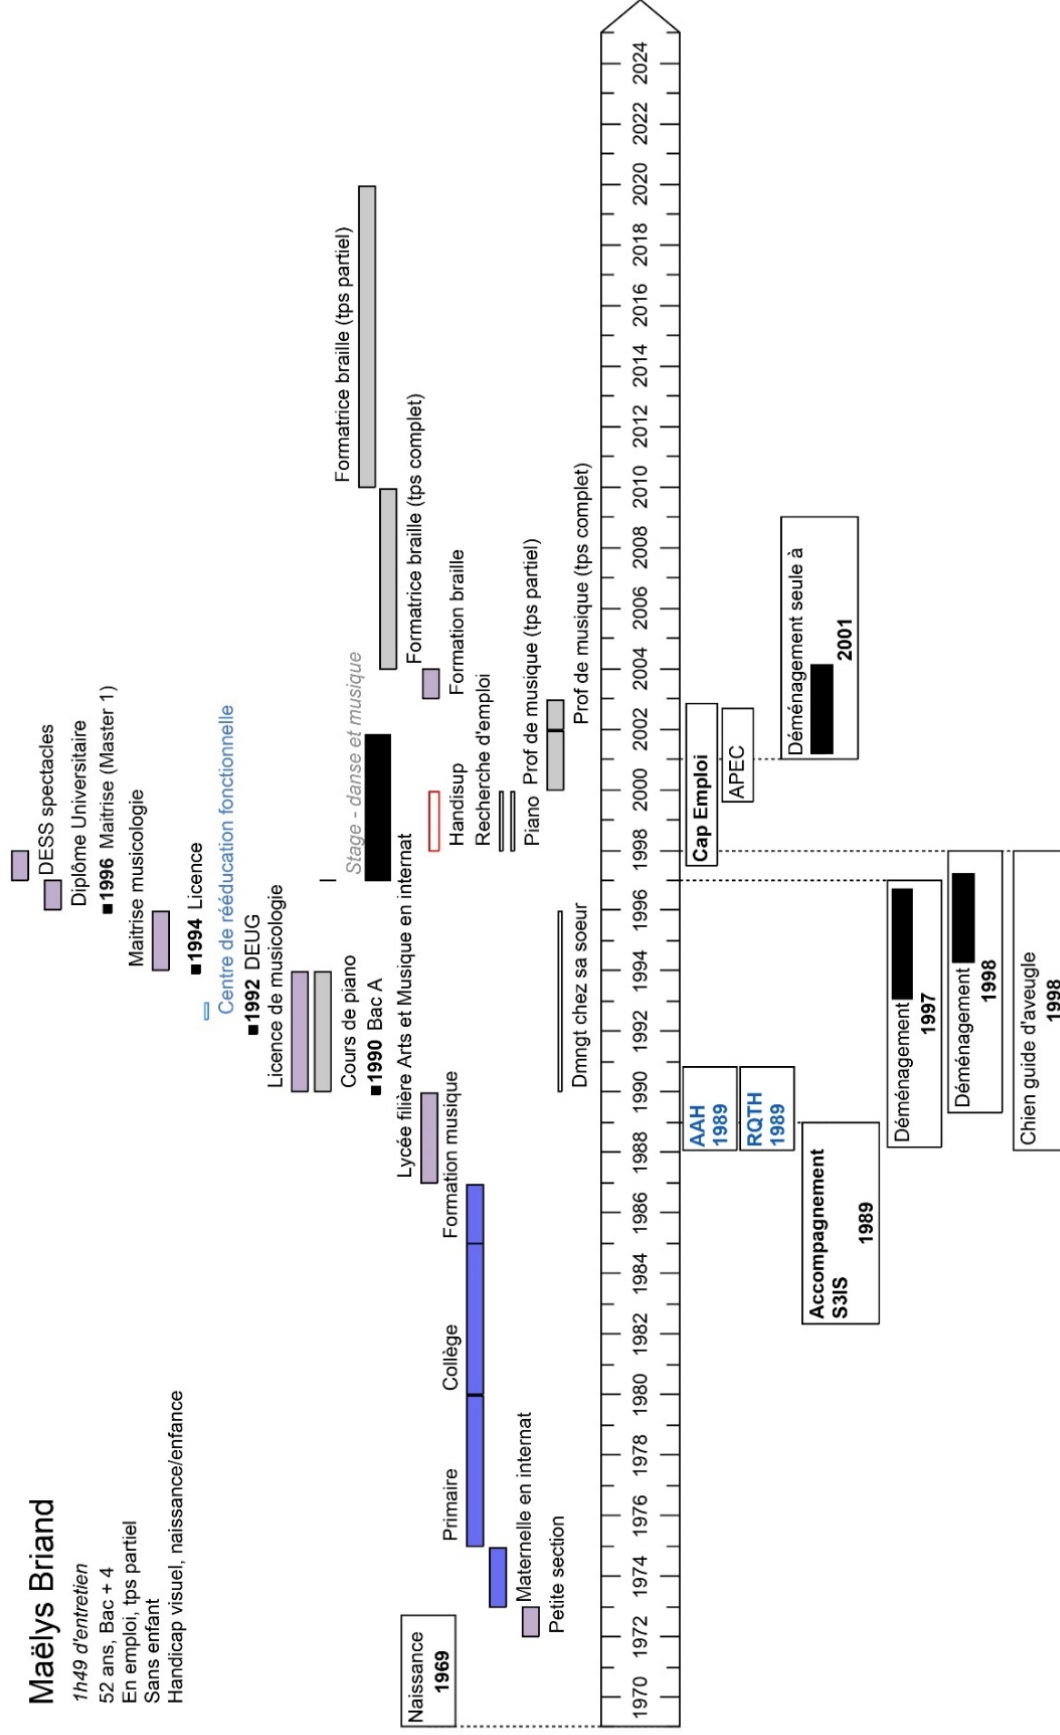 Maëlys Briand
1h49 d'entretien
52 ans, Bac + 4
En emploi, tps partiel
Sans enfant
Handicap visuel, naissance/enfance
DESS spectacles
Diplôme Universitaire
1996 Maitrise (Master 1)
Maitrise musicologie
1994 Licence
Centre de rééducation fonctionnelle
1992 DEUG
Licence de musicologie
Cours de piano
Stage - danse et musique
1990 Bac A
Lycée filière Arts et Musique en internat
Formatrice braille (tps partiel)
Formatrice braille (tps complet)
Formation braille
Handisup
Recherche d'emploi
Piano
Prof de musique (tps partiel)
Prof de musique (tps complet)
Primaire
Collège
Formation musique
Maternelle en internat
Petite section
Dmngt chez sa soeur
Naissance
1969
1970 1972 1974 1976 1978 1980 1982 1984 1986 1988 1990 1992 1994 1996 1998 2000 2002 2004 2006 2008 2010 2012 2014 2016 2018 2020 2022 2024
AAH
1989
RQTH
1989
Accompagnement
S3IS
1989
Cap Emploi
APEC
Déménagement seule à
2001
Déménagement
1997
Déménagement
1998
Chien guide d'aveugle
1998